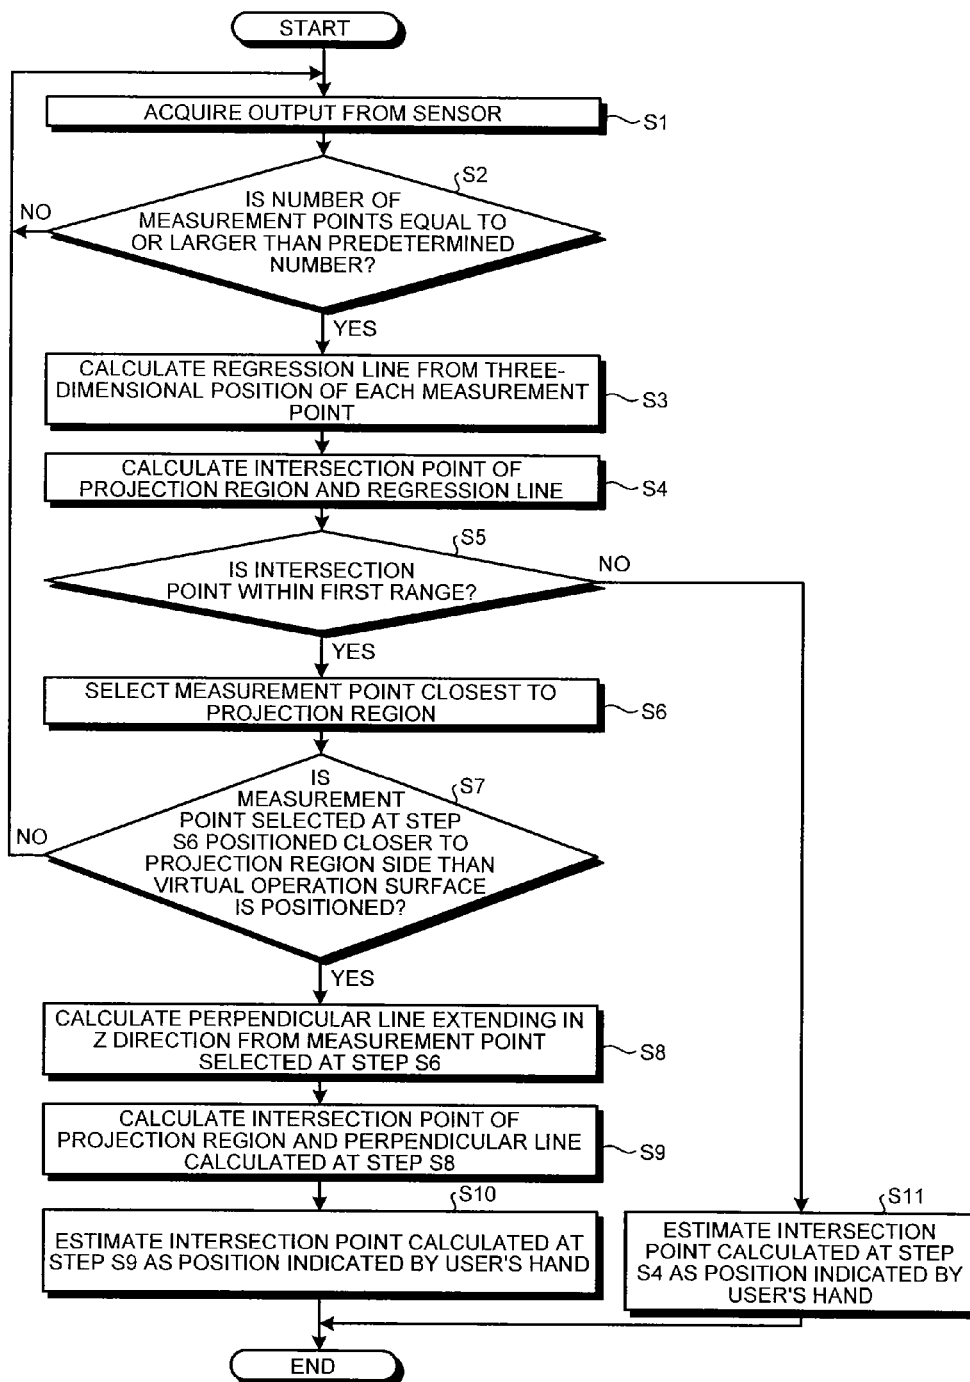 START
ACQUIRE OUTPUT FROM SENSOR
S1
S2
IS NUMBER OF
MEASUREMENT POINTS EQUAL TO
OR LARGER THAN PREDETERMINED
NUMBER?
NO
YES
CALCULATE REGRESSION LINE FROM THREE-
DIMENSIONAL POSITION OF EACH MEASUREMENT
POINT
S3
CALCULATE INTERSECTION POINT OF
PROJECTION REGION AND REGRESSION LINE
S4
S5
IS INTERSECTION
POINT WITHIN FIRST RANGE?
NO
YES
SELECT MEASUREMENT POINT CLOSEST TO
PROJECTION REGION
S6
S7
IS
MEASUREMENT
POINT SELECTED AT STEP
S6 POSITIONED CLOSER TO
PROJECTION REGION SIDE THAN
VIRTUAL OPERATION SURFACE
IS POSITIONED?
NO
YES
CALCULATE PERPENDICULAR LINE EXTENDING IN
Z DIRECTION FROM MEASUREMENT POINT
SELECTED AT STEP S6
S8
CALCULATE INTERSECTION POINT OF
PROJECTION REGION AND PERPENDICULAR LINE
CALCULATED AT STEP S8
S9
S10
ESTIMATE INTERSECTION POINT CALCULATED AT
STEP S9 AS POSITION INDICATED BY USER'S HAND
S11
ESTIMATE INTERSECTION
POINT CALCULATED AT STEP
S4 AS POSITION INDICATED BY
USER'S HAND
END